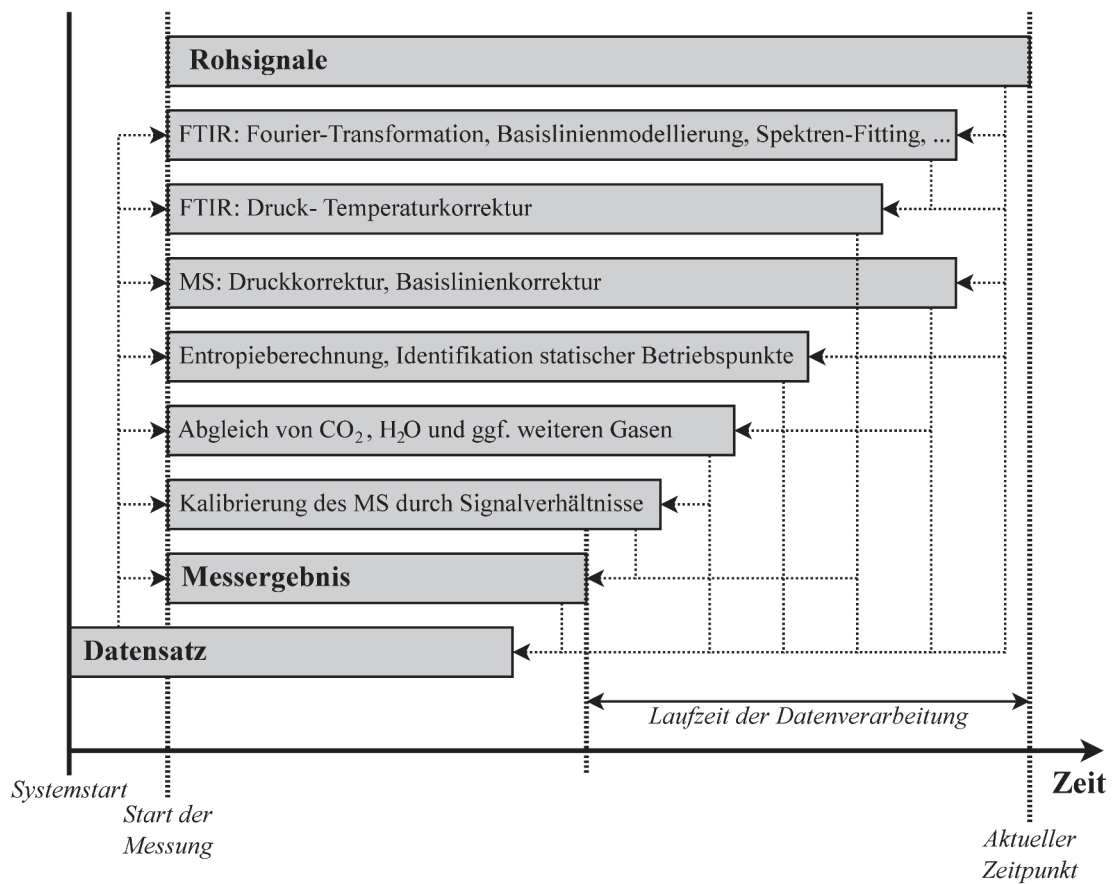 Rohsignale
FTIR: Fourier-Transformation, Basislinienmodellierung, Spektren-Fitting, ...
FTIR: Druck- Temperaturkorrektur
MS: Druckkorrektur, Basislinienkorrektur
Entropieberechnung, Identifikation statischer Betriebspunkte
Abgleich von CO₂, H₂O und ggf. weiteren Gasen
Kalibrierung des MS durch Signalverhältnisse
Messergebnis
Datensatz
Laufzeit der Datenverarbeitung
Zeit
Systemstart
Start der
Messung
Aktueller
Zeitpunkt